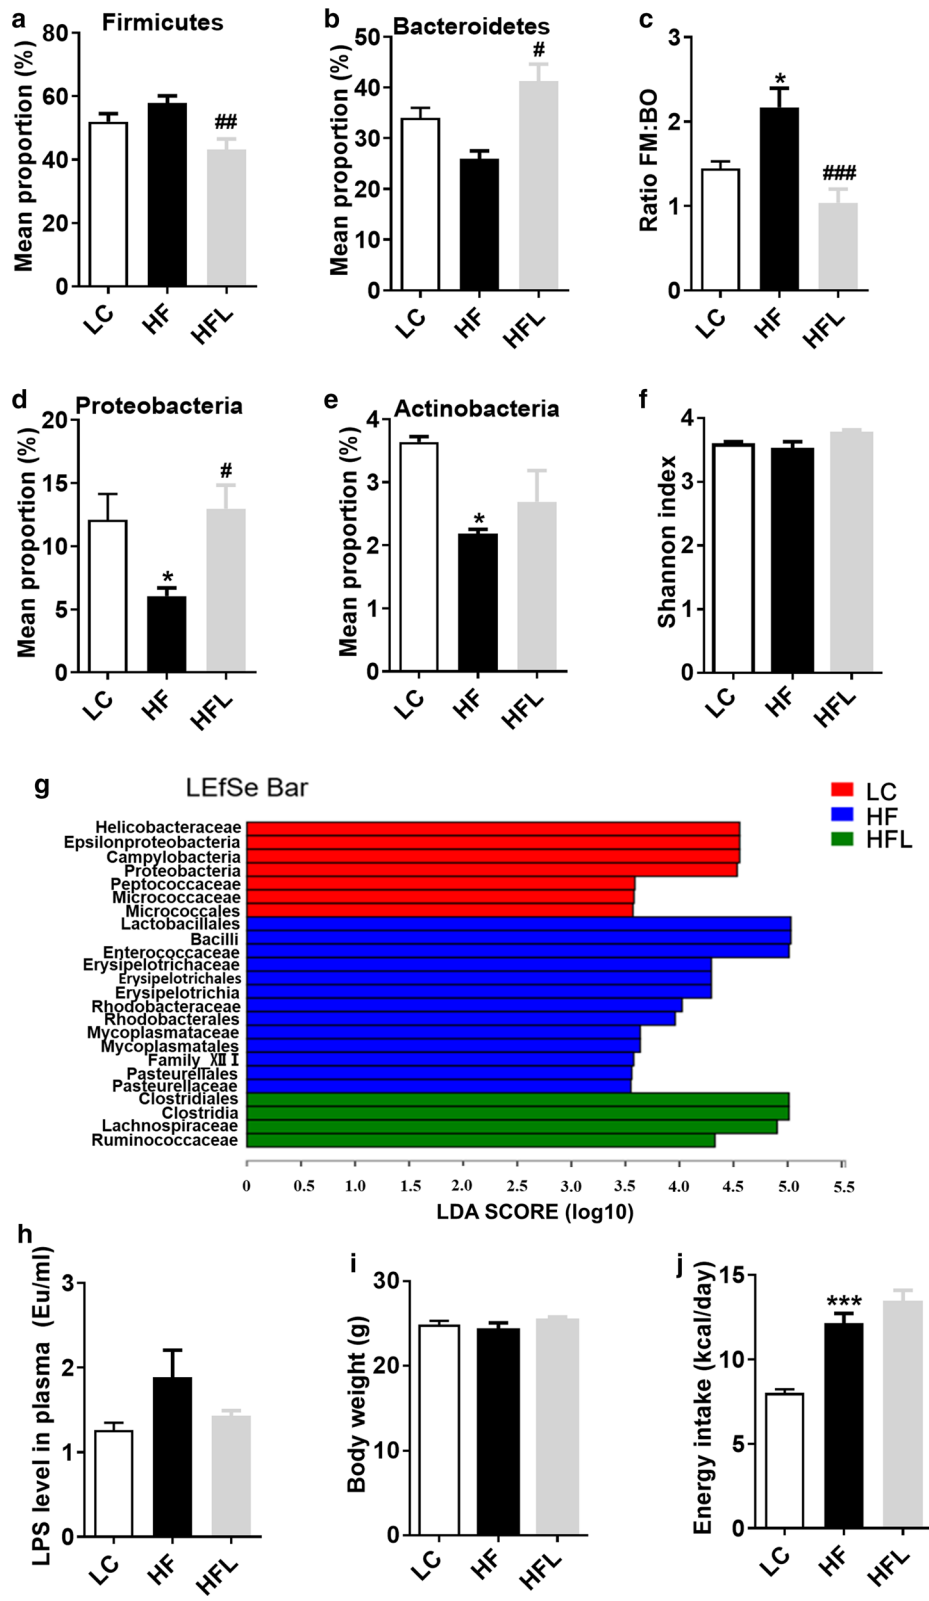 a
Firmicutes
Mean proportion (%)
80
60
40
20
0
##
LC
HF
HFL
b
Bacteroidetes
Mean proportion (%)
50
40
30
20
10
0
#
LC
HF
HFL
c
Ratio FM:BO
3
2
1
0
*
###
LC
HF
HFL
d
Proteobacteria
Mean proportion (%)
20
15
10
5
0
*
#
LC
HF
HFL
e
Actinobacteria
Mean proportion (%)
4
3
2
1
0
*
LC
HF
HFL
f
Shannon index
4
3
2
1
0
LC
HF
HFL
g
LEfSe Bar
LC
HF
HFL
Helicobacteraceae
Epsilonproteobacteria
Campylobacteria
Proteobacteria
Peptococcaceae
Micrococcaceae
Micrococcales
Lactobacillales
Bacilli
Enterococcaceae
Erysipelotrichaceae
Erysipelotrichales
Erysipelotrichia
Rhodobacteraceae
Rhodobacterales
Mycoplasmataceae
Mycoplasmatales
Family Ⅻ Ⅰ
Pasteurellales
Pasteurellaceae
Clostridiales
Clostridia
Lachnospiraceae
Ruminococcaceae
0 0.5 1.0 1.5 2.0 2.5 3.0 3.5 4.0 4.5 5.0 5.5
LDA SCORE (log10)
h
LPS level in plasma (Eu/ml)
3
2
1
0
LC
HF
HFL
i
Body weight (g)
30
20
10
0
LC
HF
HFL
j
Energy intake (kcal/day)
15
10
5
0
***
LC
HF
HFL